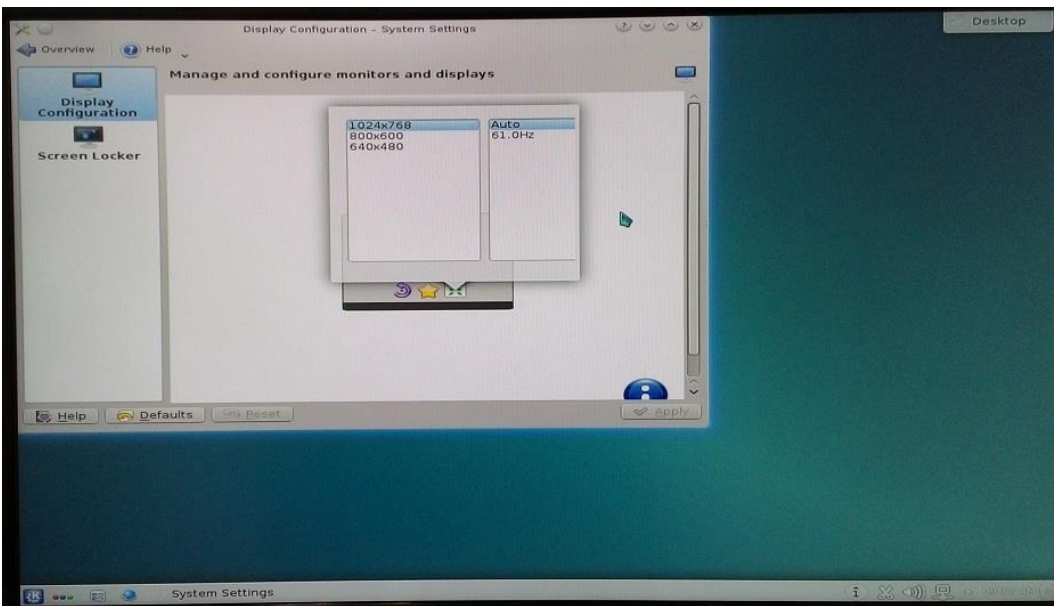 Display Configuration – System Settings
Desktop
Overview
Help
Manage and configure monitors and displays
Display
Configuration
Screen Locker
1024x768
800x600
640x480
Auto
61.0Hz
Help
Defaults
Reset
Apply
System Settings